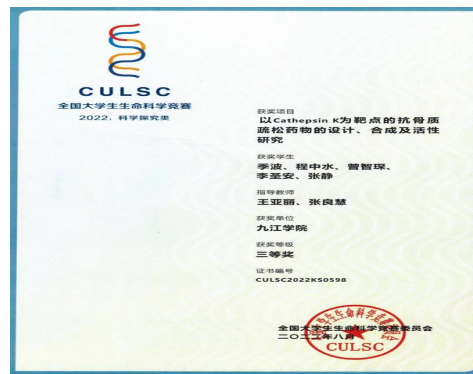 CULSC
全国大学生生命科学竞赛
2022，科学探究类
获奖项目
以Cathepsin K为靶点的抗骨质
疏松药物的设计、合成及活性
研究
获奖学生
季波、程中水、曾智琛、
李圣安、张静
指导教师
王亚丽、张良慧
获奖单位
九江学院
获奖等级
三等奖
证书编号
CULSC2022KS0598
全国大学生生命科学竞赛委员会
二〇二二年八月
CULSC